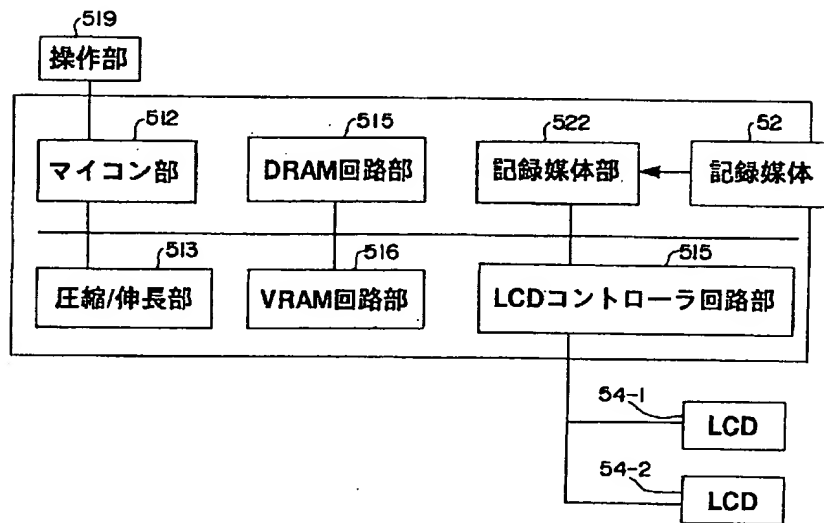 519
操作部
512
515
522
52
マイコン部
DRAM回路部
記録媒体部
記録媒体
513
516
515
圧縮/伸長部
VRAM回路部
LCDコントローラ回路部
54-1
LCD
54-2
LCD